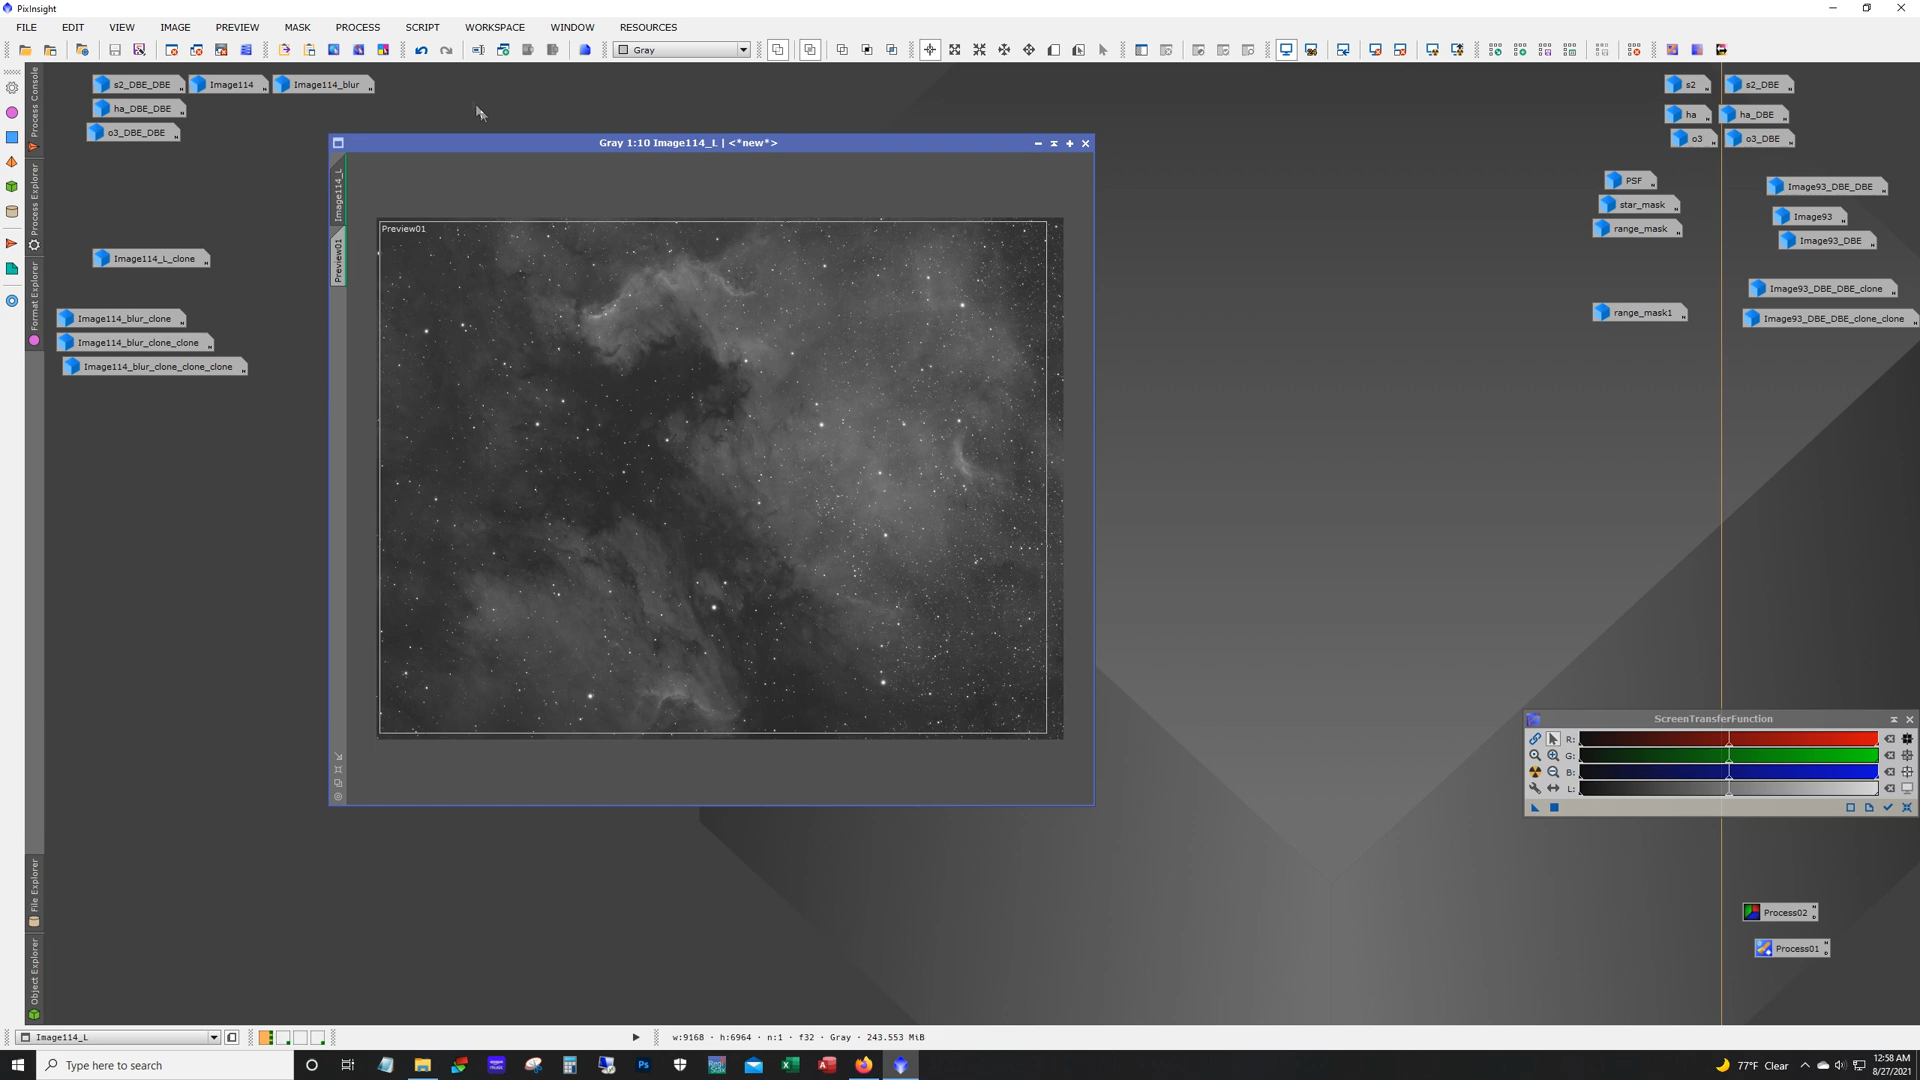 PixInsight
FILE EDIT VIEW IMAGE PREVIEW MASK PROCESS SCRIPT WORKSPACE WINDOW RESOURCES
Gray
s2_DBE_DBE Image114 Image114_blur
ha_DBE_DBE
o3_DBE_DBE
Image114_L_clone
Image114_blur_clone
Image114_blur_clone_clone
Image114_blur_clone_clone_clone
Process Console
Process Explorer
Format Explorer
File Explorer
Object Explorer
Gray 1:10 Image114_L | <*new*>
Image114_L
Preview01
Preview01
s2 s2_DBE
ha ha_DBE
o3 o3_DBE
PSF
star_mask
range_mask
range_mask1
Image93_DBE_DBE
Image93
Image93_DBE
Image93_DBE_DBE_clone
Image93_DBE_DBE_clone_clone
ScreenTransferFunction
R:
G:
B:
L:
Process02
Process01
Image114_L
w:9168 · h:6964 · n:1 · f32 · Gray · 243.553 MiB
Type here to search
77°F Clear
12:58 AM
8/27/2021